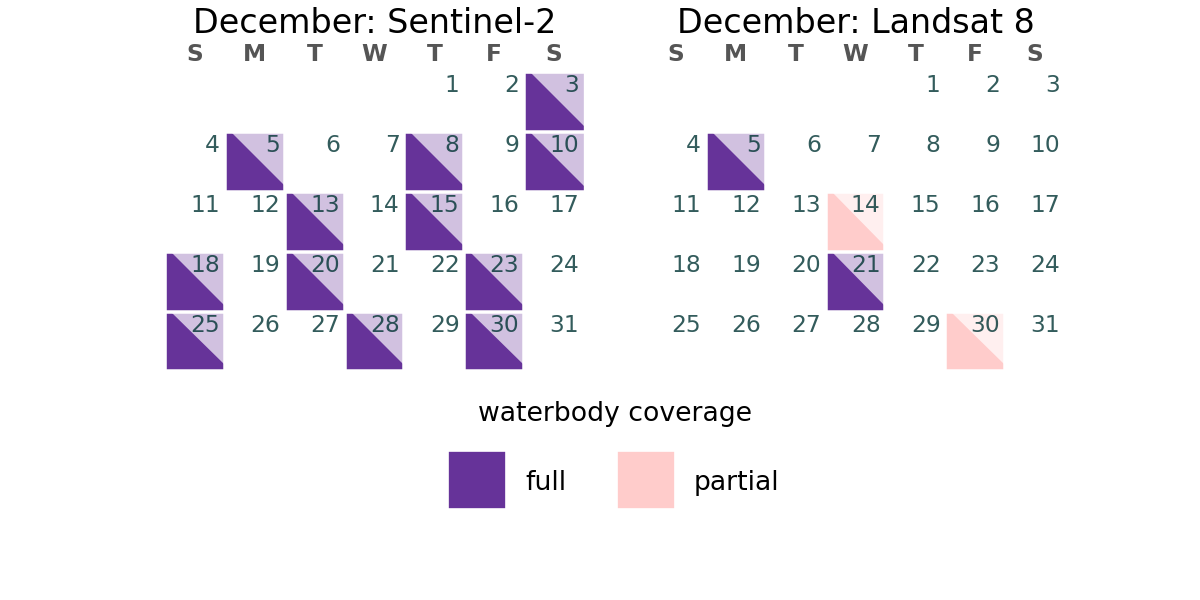 December: Sentinel-2
S M T W T F S
1 2 3
4 5 6 7 8 9 10
11 12 13 14 15 16 17
18 19 20 21 22 23 24
25 26 27 28 29 30 31
December: Landsat 8
S M T W T F S
1 2 3
4 5 6 7 8 9 10
11 12 13 14 15 16 17
18 19 20 21 22 23 24
25 26 27 28 29 30 31
waterbody coverage
full
partial